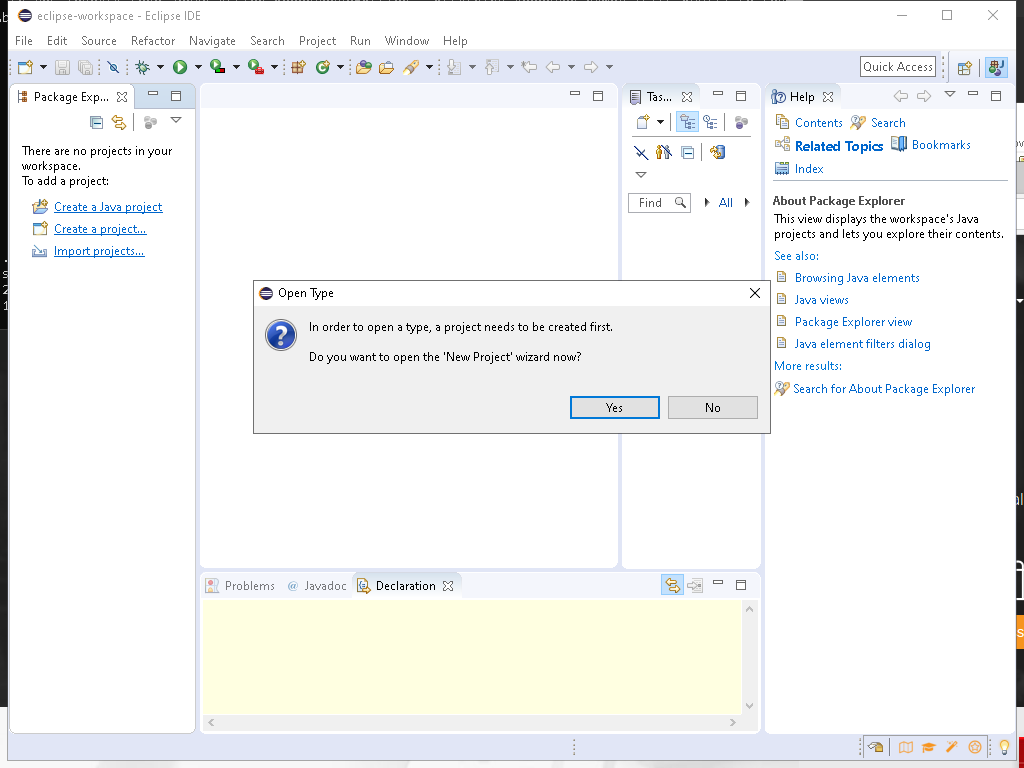 eclipse-workspace - Eclipse IDE
File Edit Source Refactor Navigate Search Project Run Window Help
Quick Access
Package Exp...
There are no projects in your
workspace.
To add a project:
Create a Java project
Create a project...
Import projects...
Tas...
Find
All
Help
Contents Search
Related Topics Bookmarks
Index
About Package Explorer
This view displays the workspace's Java
projects and lets you explore their contents.
See also:
Browsing Java elements
Java views
Package Explorer view
Java element filters dialog
More results:
Search for About Package Explorer
Open Type
In order to open a type, a project needs to be created first.
Do you want to open the 'New Project' wizard now?
Yes No
Problems @ Javadoc Declaration